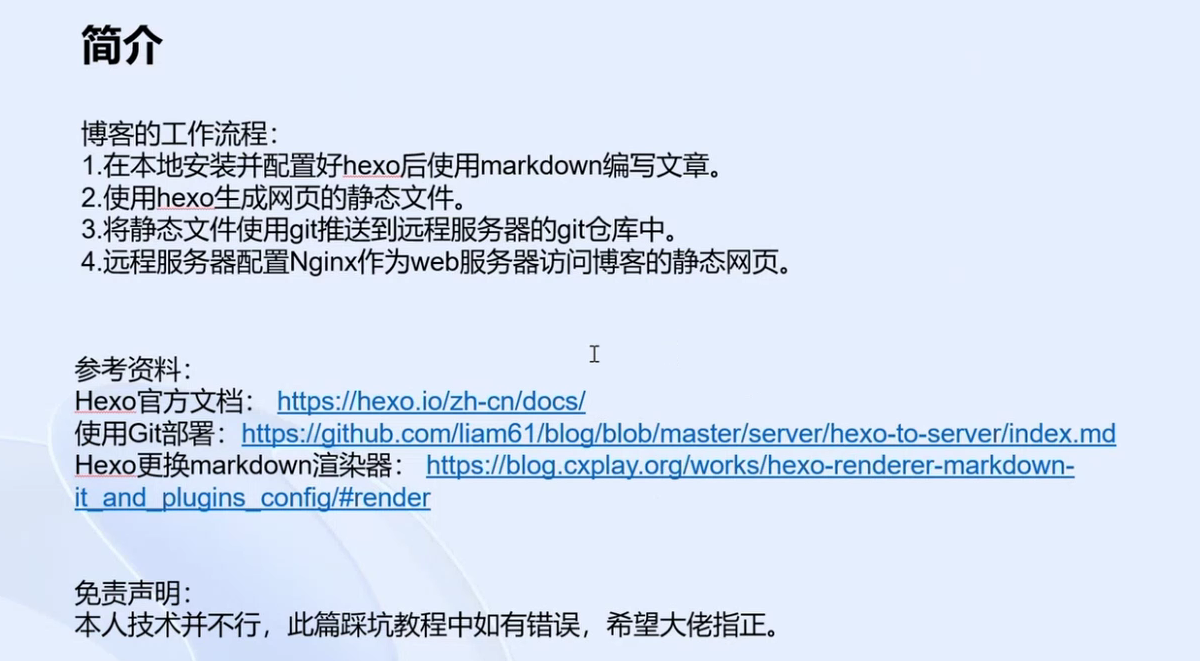 简介
博客的工作流程：
1.在本地安装并配置好hexo后使用markdown编写文章。
2.使用hexo生成网页的静态文件。
3.将静态文件使用git推送到远程服务器的git仓库中。
4.远程服务器配置Nginx作为web服务器访问博客的静态网页。
参考资料：
Hexo官方文档： https://hexo.io/zh-cn/docs/
使用Git部署：https://github.com/liam61/blog/blob/master/server/hexo-to-server/index.md
Hexo更换markdown渲染器： https://blog.cxplay.org/works/hexo-renderer-markdown-
it_and_plugins_config/#render
免责声明：
本人技术并不行，此篇踩坑教程中如有错误，希望大佬指正。